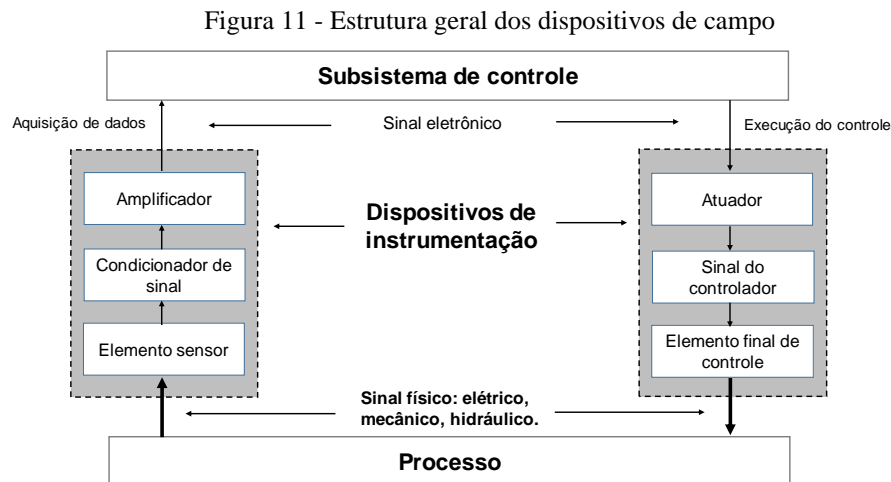 Figura 11 - Estrutura geral dos dispositivos de campo
Subsistema de controle
Aquisição de dados
Sinal eletrônico
Execução do controle
Amplificador
Condicionador de
sinal
Elemento sensor
Dispositivos de
instrumentação
Atuador
Sinal do
controlador
Elemento final de
controle
Sinal físico: elétrico,
mecânico, hidráulico.
Processo